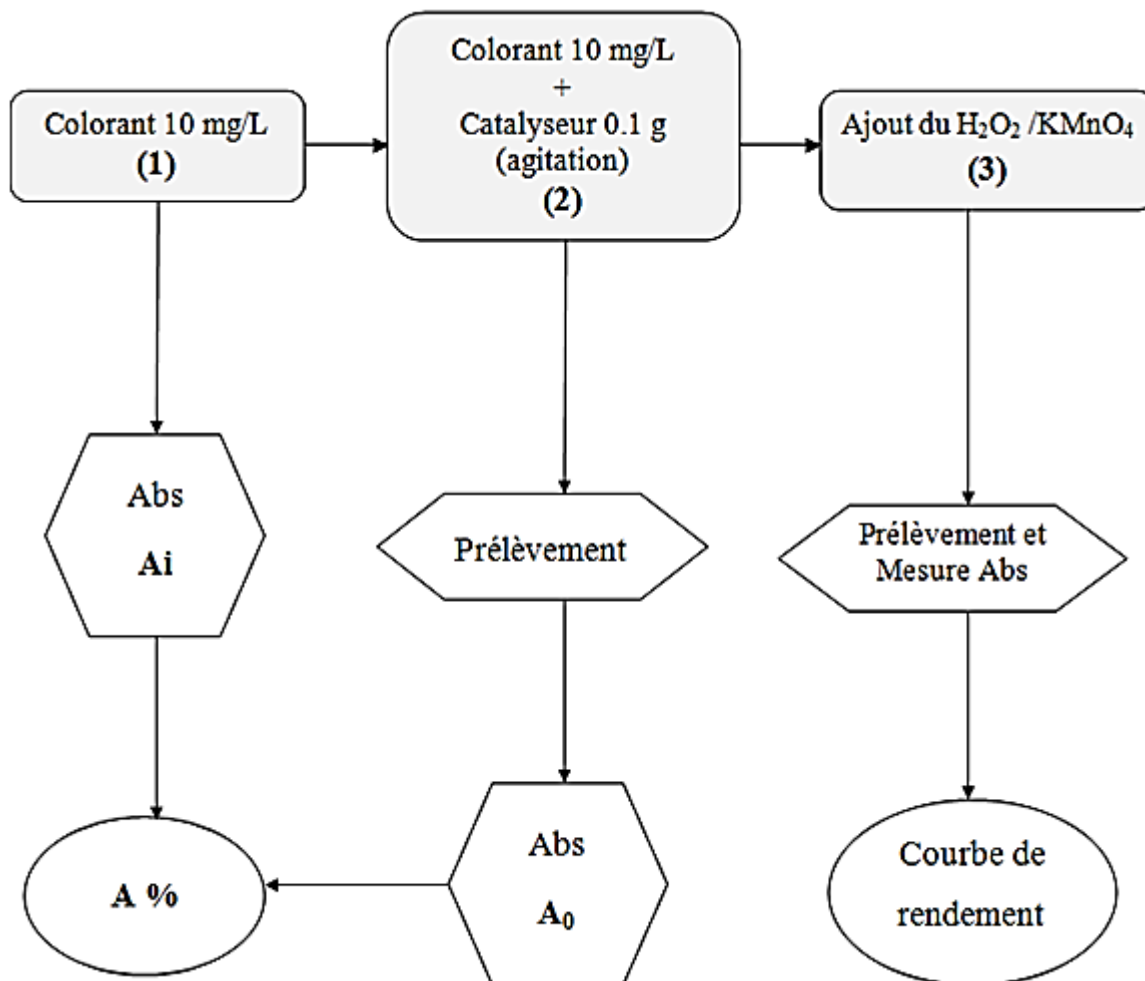 Colorant 10 mg/L
(1)
Colorant 10 mg/L
+
Catalyseur 0.1 g
(agitation)
(2)
Ajout du H₂O₂ /KMnO₄
(3)
Abs
Ai
Prélèvement
Prélèvement et
Mesure Abs
A %
Abs
A₀
Courbe de
rendement